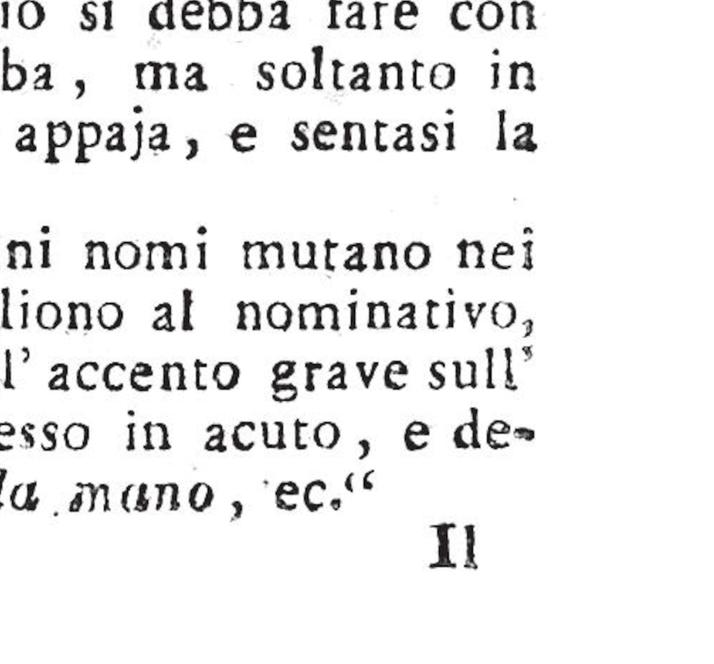 io si debba fare con
ba, ma soltanto in
appaja, e sentasi la
ni nomi mutano nei
liono al nominativo,
l' accento grave sull'
esso in acuto, e de-
la mano, ec.“
Il